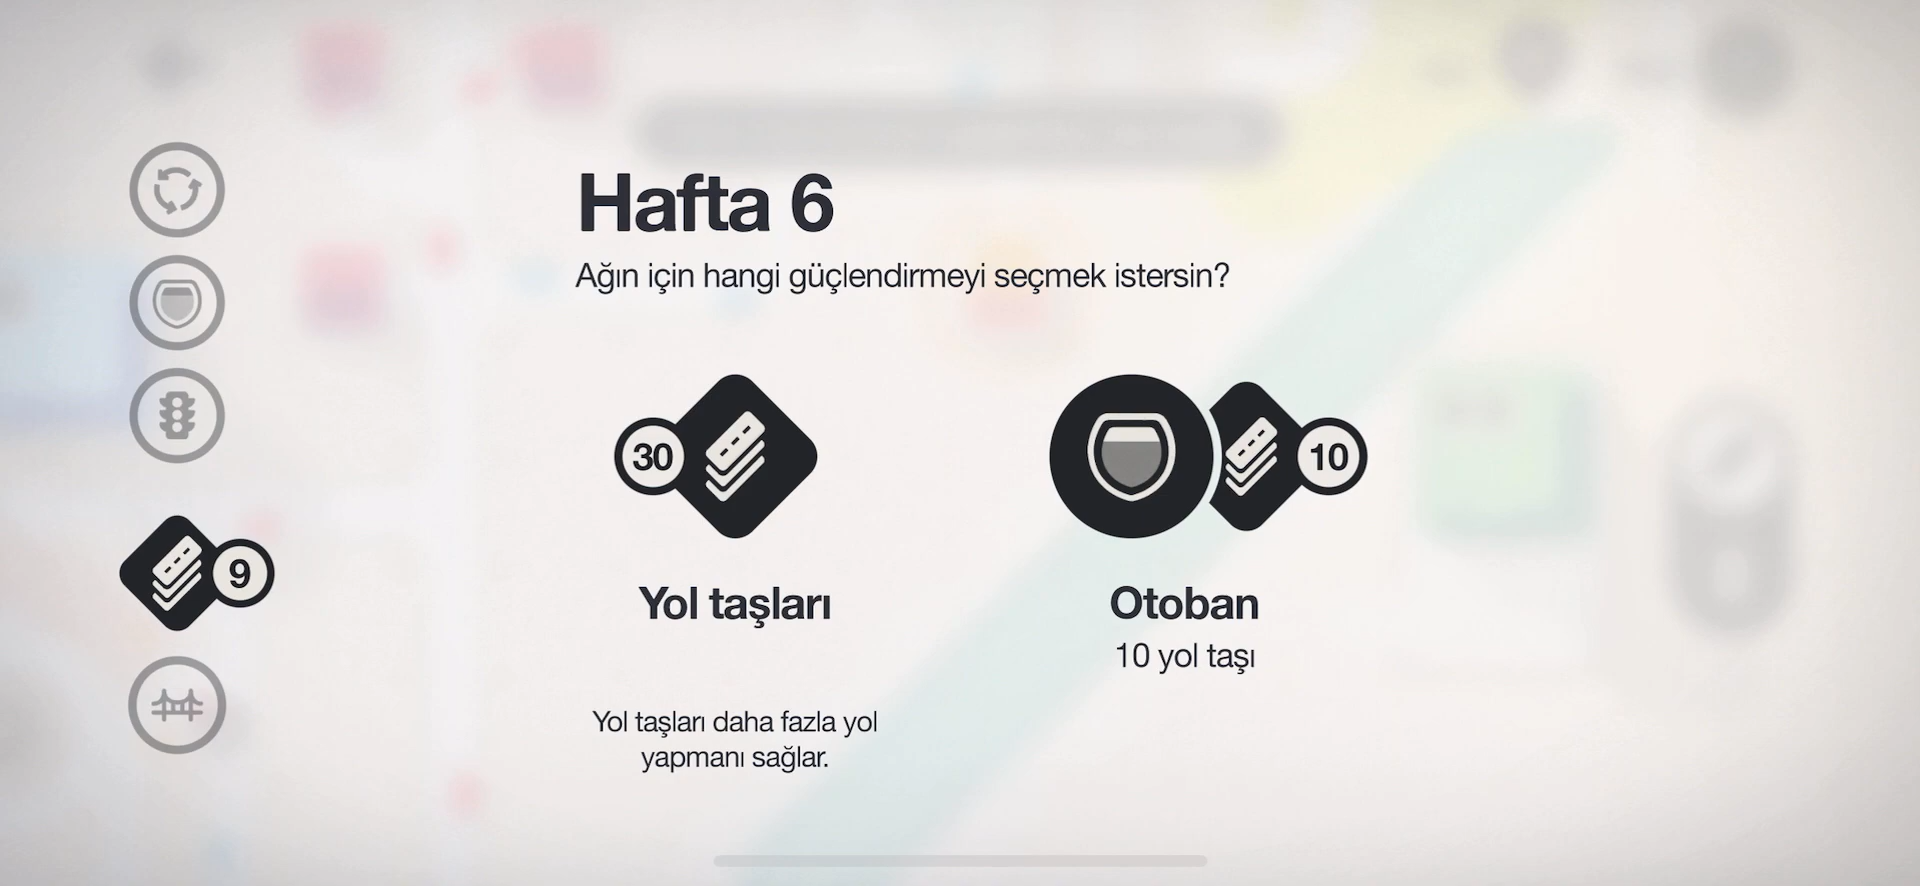 Hafta 6
Ağın için hangi güçlendirmeyi seçmek istersin?
30
10
9
Yol taşları
Otoban
10 yol taşı
Yol taşları daha fazla yol
yapmanı sağlar.